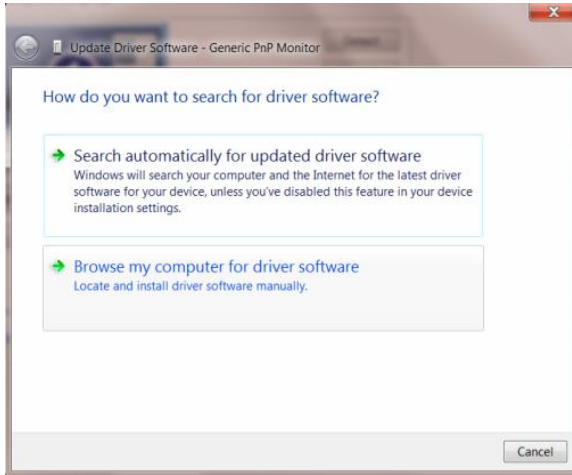 Update Driver Software - Generic PnP Monitor
How do you want to search for driver software?
Search automatically for updated driver software
Windows will search your computer and the Internet for the latest driver
software for your device, unless you've disabled this feature in your device
installation settings.
Browse my computer for driver software
Locate and install driver software manually.
Cancel